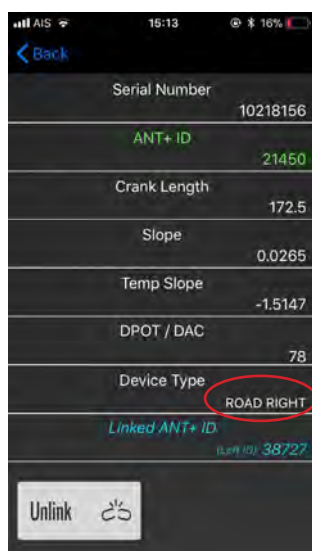 AIS 15:13 16%
Back
Serial Number
10218156
ANT+ ID
21450
Crank Length
172.5
Slope
0.0265
Temp Slope
-1.5147
DPOT / DAC
78
Device Type
ROAD RIGHT
Linked ANT+ ID
(Left ID) 38727
Unlink